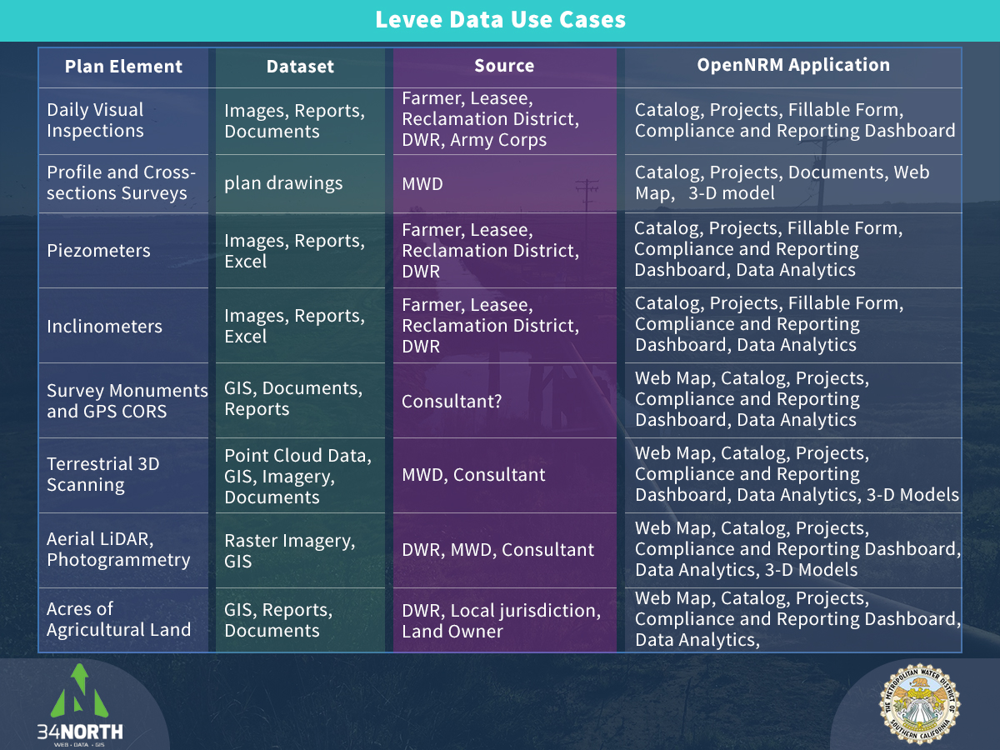 Levee Data Use Cases
Plan Element
Dataset
Source
OpenNRM Application
Daily Visual
Inspections
Images, Reports,
Documents
Farmer, Leasee,
Reclamation District,
DWR, Army Corps
Catalog, Projects, Fillable Form,
Compliance and Reporting Dashboard
Profile and Cross-
sections Surveys
plan drawings
MWD
Catalog, Projects, Documents, Web
Map,   3-D model
Piezometers
Images, Reports,
Excel
Farmer, Leasee,
Reclamation District,
DWR
Catalog, Projects, Fillable Form,
Compliance and Reporting
Dashboard, Data Analytics
Inclinometers
Images, Reports,
Excel
Farmer, Leasee,
Reclamation District,
DWR
Catalog, Projects, Fillable Form,
Compliance and Reporting
Dashboard, Data Analytics
Survey Monuments
and GPS CORS
GIS, Documents,
Reports
Consultant?
Web Map, Catalog, Projects,
Compliance and Reporting
Dashboard, Data Analytics
Terrestrial 3D
Scanning
Point Cloud Data,
GIS, Imagery,
Documents
MWD, Consultant
Web Map, Catalog, Projects,
Compliance and Reporting
Dashboard, Data Analytics, 3-D Models
Aerial LiDAR,
Photogrammetry
Raster Imagery,
GIS
DWR, MWD, Consultant
Web Map, Catalog, Projects,
Compliance and Reporting Dashboard,
Data Analytics, 3-D Models
Acres of
Agricultural Land
GIS, Reports,
Documents
DWR, Local jurisdiction,
Land Owner
Web Map, Catalog, Projects,
Compliance and Reporting Dashboard,
Data Analytics,
34NORTH
WEB • DATA • GIS
THE METROPOLITAN WATER DISTRICT OF
SOUTHERN CALIFORNIA